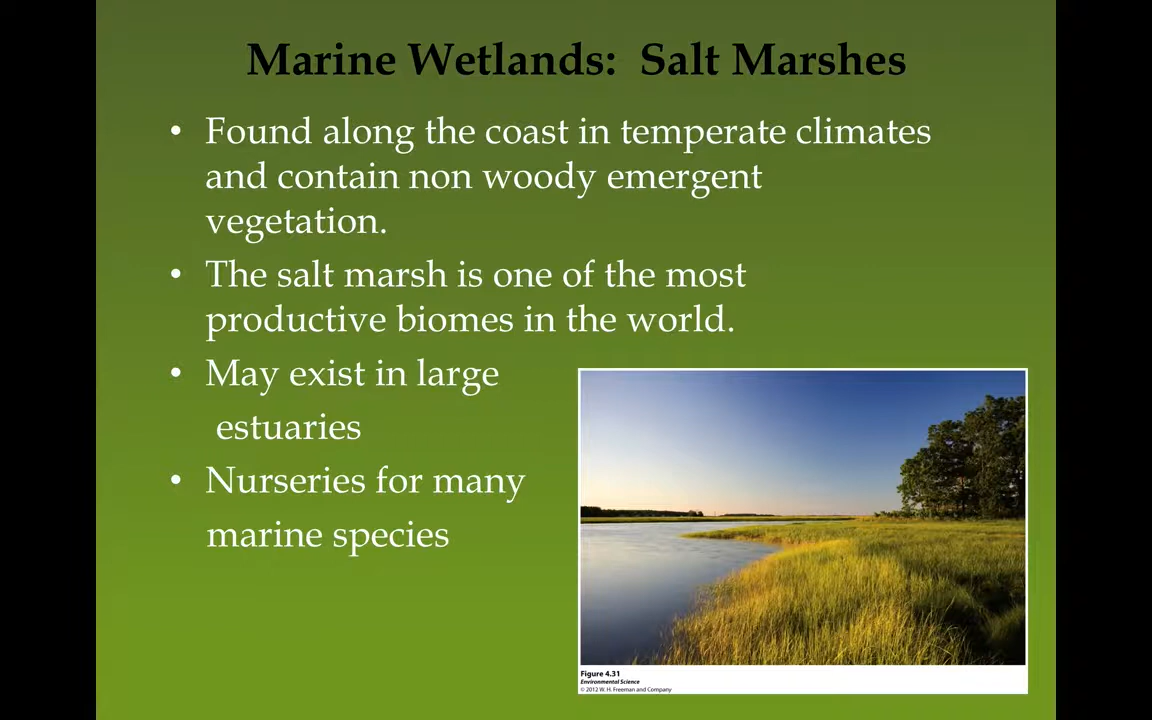 Marine Wetlands: Salt Marshes
• Found along the coast in temperate climates
and contain non woody emergent
vegetation.
• The salt marsh is one of the most
productive biomes in the world.
• May exist in large
estuaries
• Nurseries for many
marine species
Figure 4.31
Environmental Science
© 2012 W. H. Freeman and Company